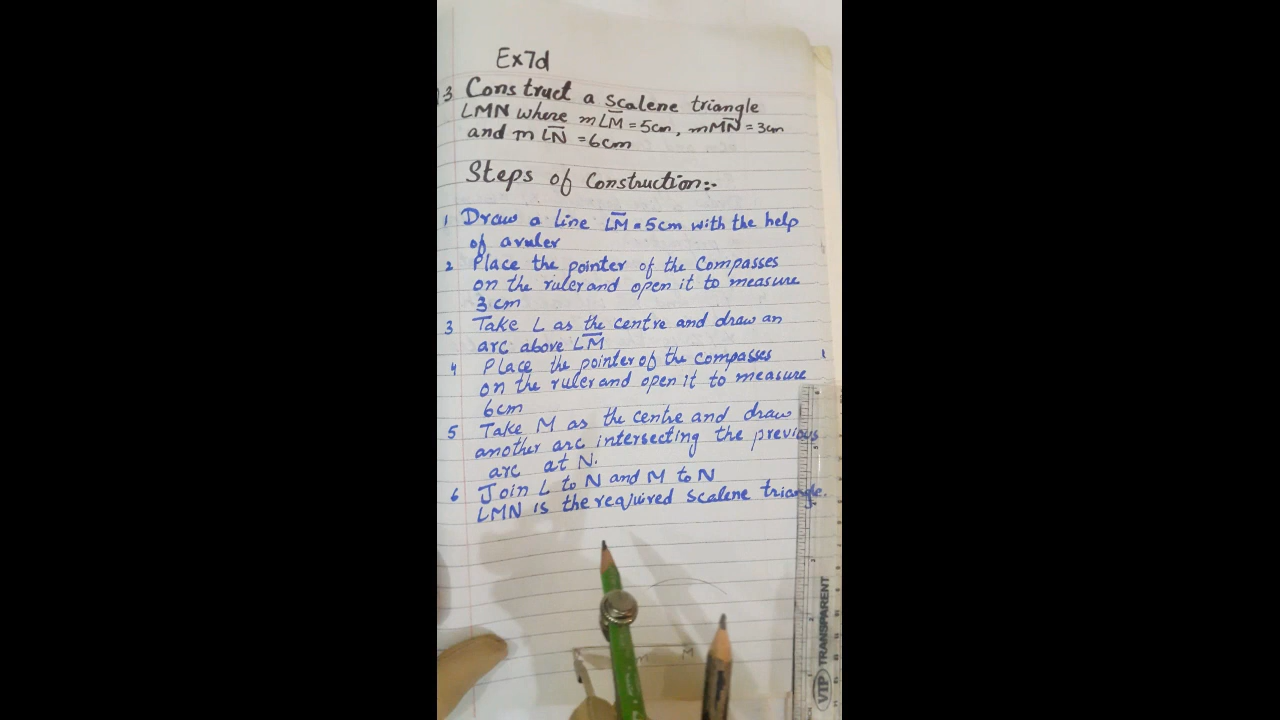 Ex7d
3 Construct a scalene triangle
LMN where mLM = 5cm, mMN = 3cm
and m LN = 6cm
Steps of Construction:-
1 Draw a line LM = 5cm with the help
of a ruler
2 Place the pointer of the Compasses
on the ruler and open it to measure
3 cm
3 Take L as the centre and draw an
arc above LM
4 Place the pointer of the compasses
on the ruler and open it to measure
6cm
5 Take M as the centre and draw
another arc intersecting the previous
arc at N.
6 Join L to N and M to N
LMN is the required scalene triangle.
M
VIP TRANSPARENT